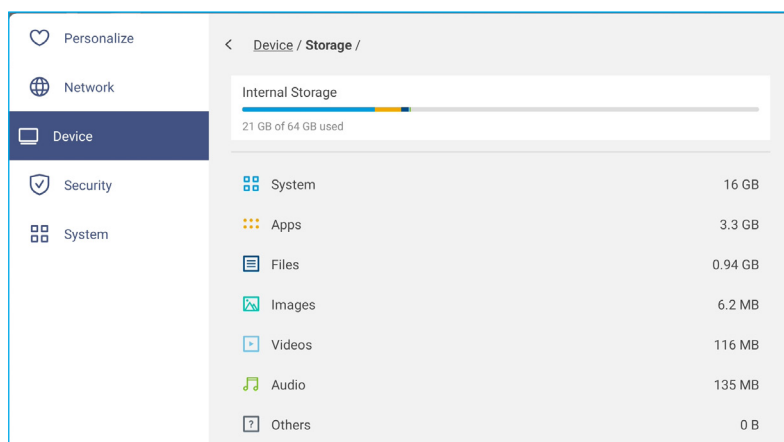 Personalize
Network
Device
Security
System
< Device / Storage /
Internal Storage
21 GB of 64 GB used
System 16 GB
Apps 3.3 GB
Files 0.94 GB
Images 6.2 MB
Videos 116 MB
Audio 135 MB
? Others 0 B